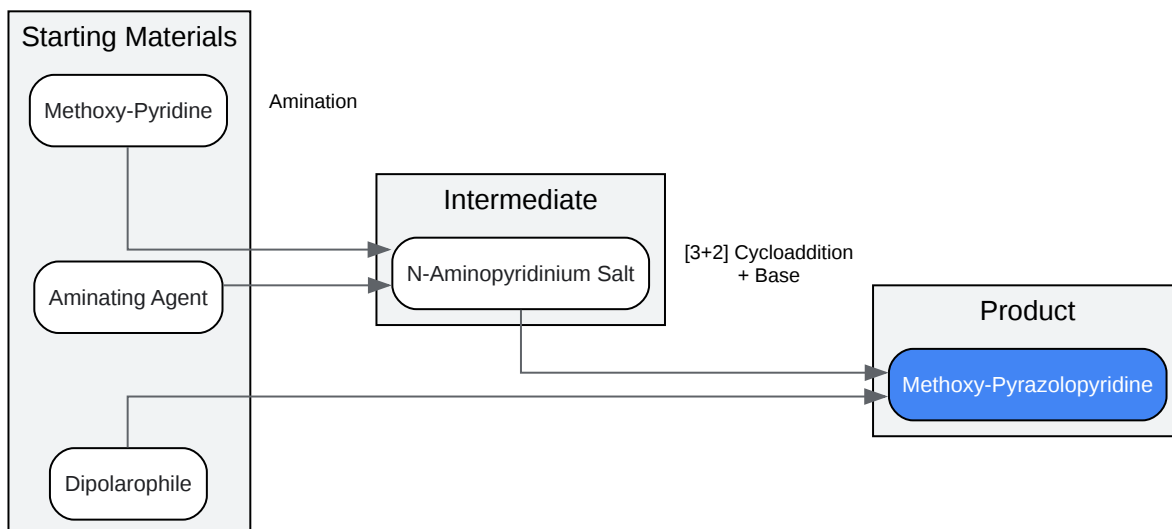 Starting Materials
Methoxy-Pyridine
Amination
Intermediate
N-Aminopyridinium Salt
[3+2] Cycloaddition
+ Base
Aminating Agent
Product
Methoxy-Pyrazolopyridine
Dipolarophile